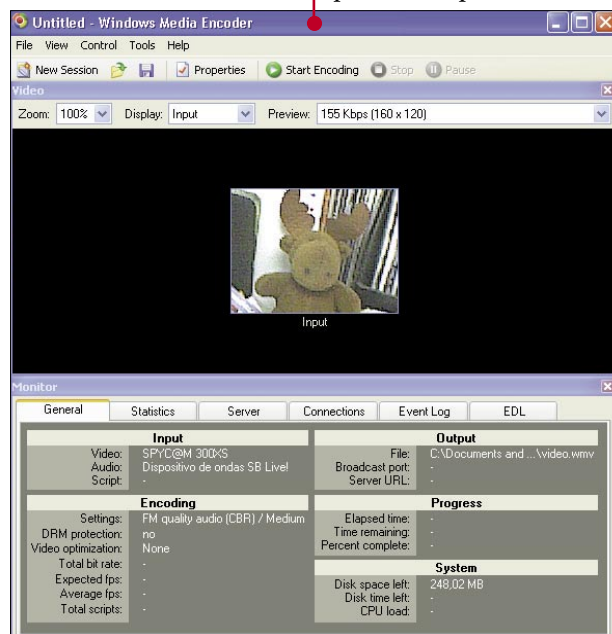 Untitled - Windows Media Encoder
File View Control Tools Help
New Session Properties Start Encoding Stop Pause
Video
Zoom: 100% Display: Input Preview: 155 Kbps (160 x 120)
Input
Monitor
General Statistics Server Connections Event Log EDL
Input
Video: SPYC@M 300XS
Audio: Dispositivo de ondas SB Live!
Script: -
Encoding
Settings: FM quality audio (CBR) / Medium
DRM protection: no
Video optimization: None
Total bit rate: -
Expected fps: -
Average fps: -
Total scripts: -
Output
File: C:\Documents and ...\video.wmv
Broadcast port: -
Server URL: -
Progress
Elapsed time: -
Time remaining: -
Percent complete: -
System
Disk space left: 248,02 MB
Disk time left: -
CPU load: -